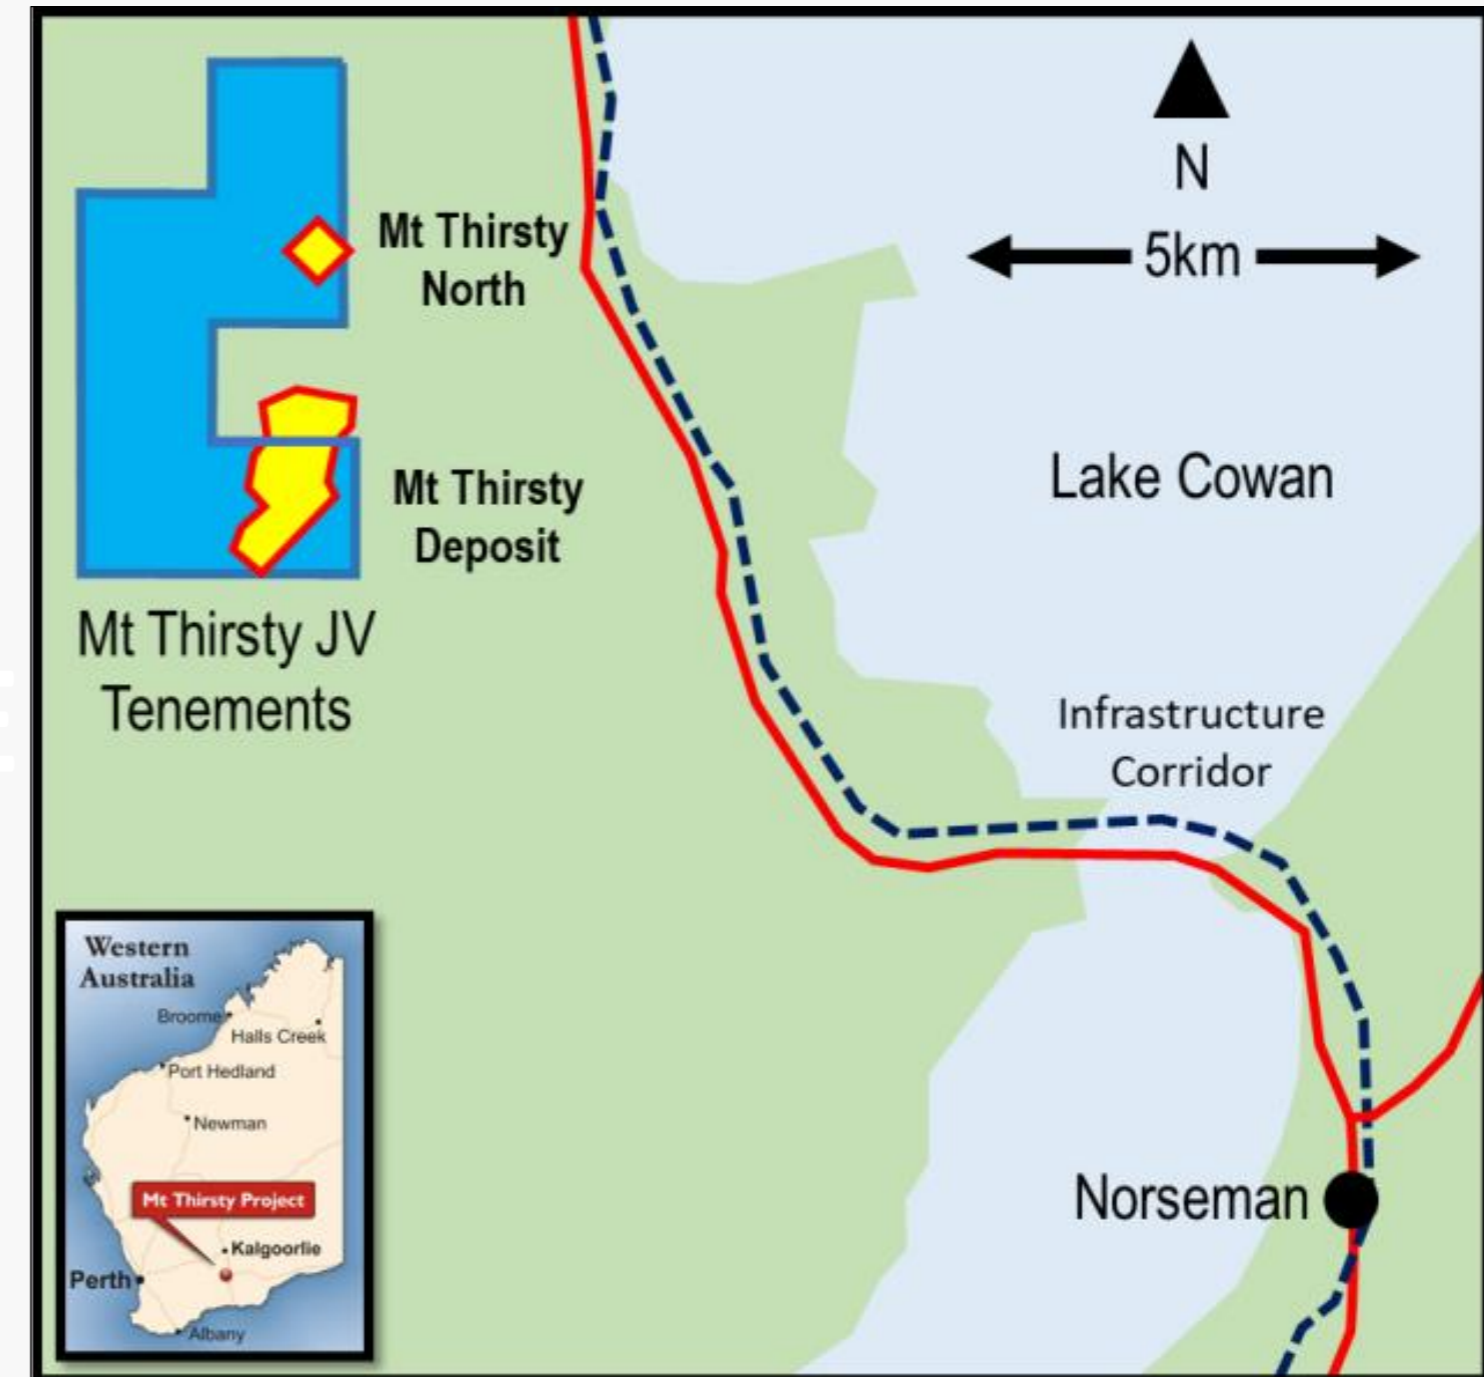 Mt Thirsty
North
N
5km
Lake Cowan
Mt Thirsty
Deposit
Mt Thirsty JV
Tenements
Infrastructure
Corridor
Norseman
Western
Australia
Broome
Halls Creek
Port Hedland
Newman
Mt Thirsty Project
Kalgoorlie
Perth
Albany